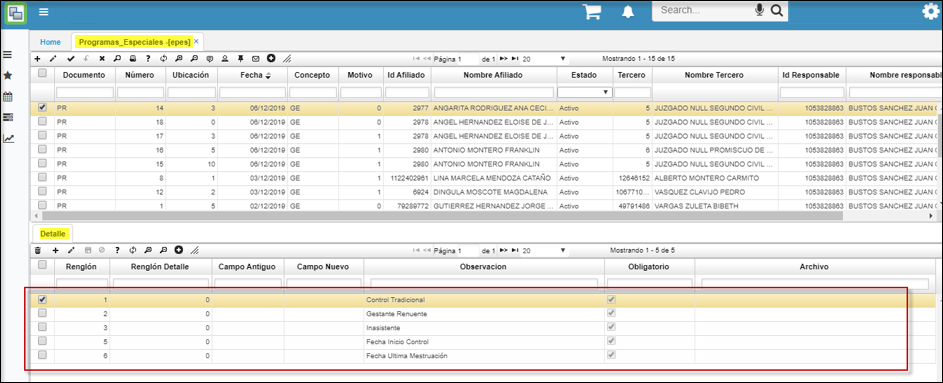 Search...
Home Programas_Especiales -[epes] ×
Página 1 de 1 20 Mostrando 1 - 15 de 15
Documento Número Ubicación Fecha Concepto Motivo Id Afiliado Nombre Afiliado Estado Tercero Nombre Tercero Id Responsable Nombre responsab
Activo
PR 14 3 06/12/2019 GE 0 2977 ANGARITA RODRIGUEZ ANA CECI... Activo 5 JUZGADO NULL SEGUNDO CIVIL ... 1053828863 BUSTOS SANCHEZ JUAN C
PR 18 0 06/12/2019 GE 0 2978 ANGEL HERNANDEZ ELOISE DE J... Activo 5 JUZGADO NULL SEGUNDO CIVIL ... 1053828863 BUSTOS SANCHEZ JUAN C
PR 17 3 06/12/2019 GE 1 2978 ANGEL HERNANDEZ ELOISE DE J... Activo 5 JUZGADO NULL SEGUNDO CIVIL ... 1053828863 BUSTOS SANCHEZ JUAN C
PR 16 5 06/12/2019 GE 1 2980 ANTONIO MONTERO FRANKLIN Activo 6 JUZGADO NULL PROMISCUO DE ... 1053828863 BUSTOS SANCHEZ JUAN C
PR 15 10 06/12/2019 GE 1 2980 ANTONIO MONTERO FRANKLIN Activo 5 JUZGADO NULL SEGUNDO CIVIL ... 1053828863 BUSTOS SANCHEZ JUAN C
PR 8 1 03/12/2019 GE 1 1122402961 LINA MARCELA MENDOZA CATAÑO Activo 12646152 ALBERTO MONTERO CARMITO 1053828863 BUSTOS SANCHEZ JUAN C
PR 12 2 03/12/2019 GE 1 6924 DINGULA MOSCOTE MAGDALENA Activo 1067710... VASQUEZ CLAVIJO PEDRO 1053828863 BUSTOS SANCHEZ JUAN C
PR 1 5 02/12/2019 GE 1 79289772 GUTIERREZ HERNANDEZ JORGE ... Activo 49791486 VARGAS ZULETA BIBETH 1053828863 BUSTOS SANCHEZ JUAN C
Detalle
Página 1 de 1 20 Mostrando 1 - 5 de 5
Renglón Renglón Detalle Campo Antiguo Campo Nuevo Observacion Obligatorio Archivo
1 0 Control Tradicional
2 0 Gestante Renuente
3 0 Inasistente
5 0 Fecha Inicio Control
6 0 Fecha Ultima Mestruación